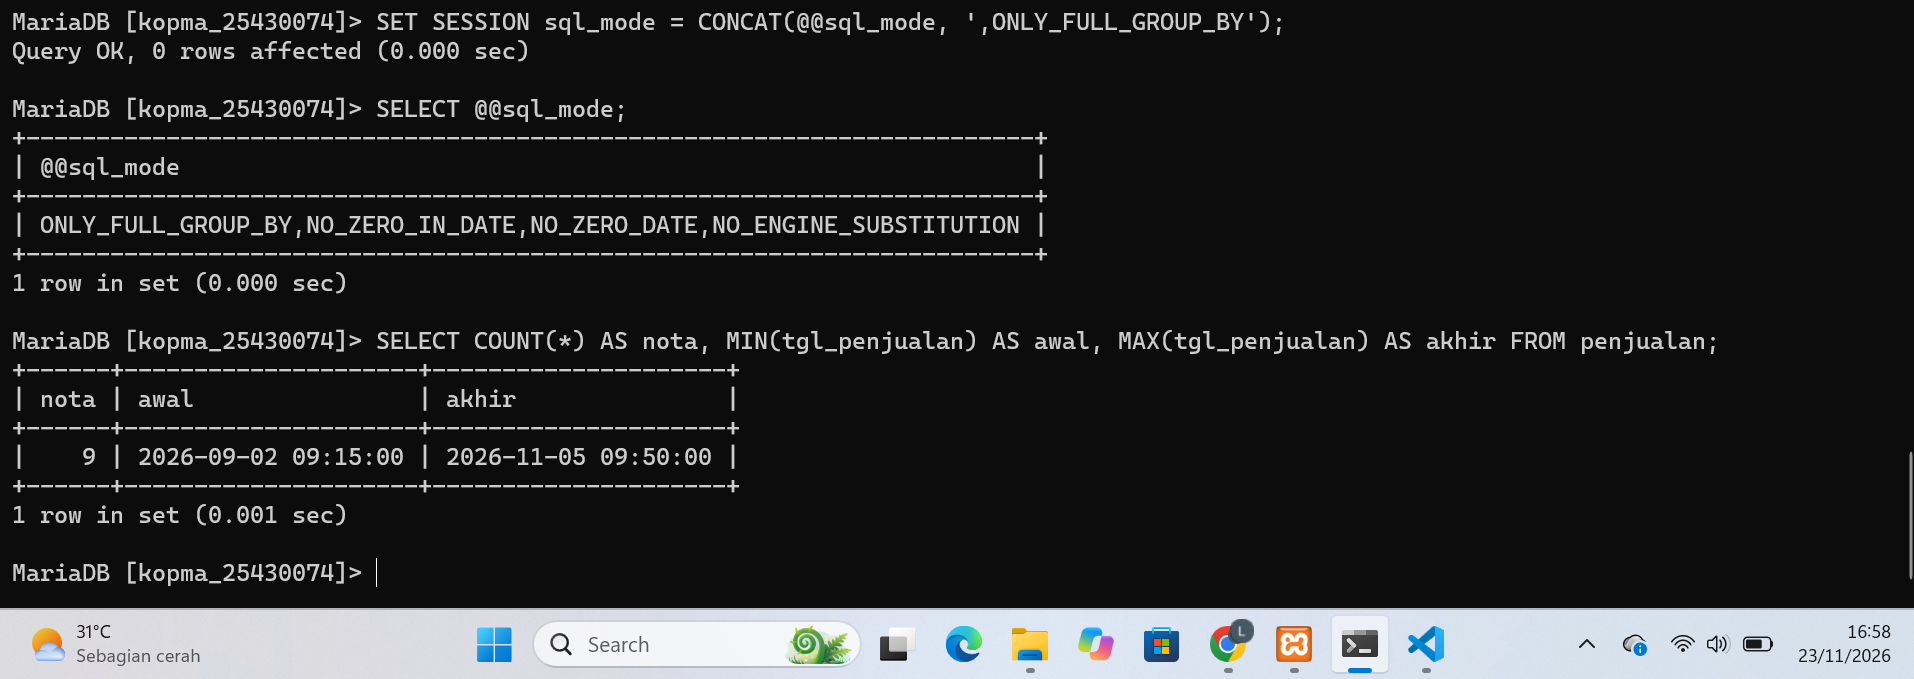 MariaDB [kopma_25430074]> SET SESSION sql_mode = CONCAT(@@sql_mode, ',ONLY_FULL_GROUP_BY');
Query OK, 0 rows affected (0.000 sec)
MariaDB [kopma_25430074]> SELECT @@sql_mode;
+------------------------------------------------------------------------+
| @@sql_mode                                                             |
+------------------------------------------------------------------------+
| ONLY_FULL_GROUP_BY,NO_ZERO_IN_DATE,NO_ZERO_DATE,NO_ENGINE_SUBSTITUTION |
+------------------------------------------------------------------------+
1 row in set (0.000 sec)
MariaDB [kopma_25430074]> SELECT COUNT(*) AS nota, MIN(tgl_penjualan) AS awal, MAX(tgl_penjualan) AS akhir FROM penjualan;
+------+---------------------+---------------------+
| nota | awal                | akhir               |
+------+---------------------+---------------------+
|    9 | 2026-09-02 09:15:00 | 2026-11-05 09:50:00 |
+------+---------------------+---------------------+
1 row in set (0.001 sec)
MariaDB [kopma_25430074]>
31°C
Sebagian cerah
Search
L
16:58
23/11/2026